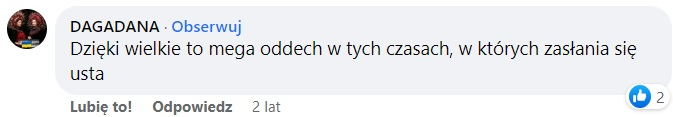 DAGADANA · Obserwuj
Dzięki wielkie to mega oddech w tych czasach, w których zasłania się
usta
Lubię to! Odpowiedz 2 lat
2